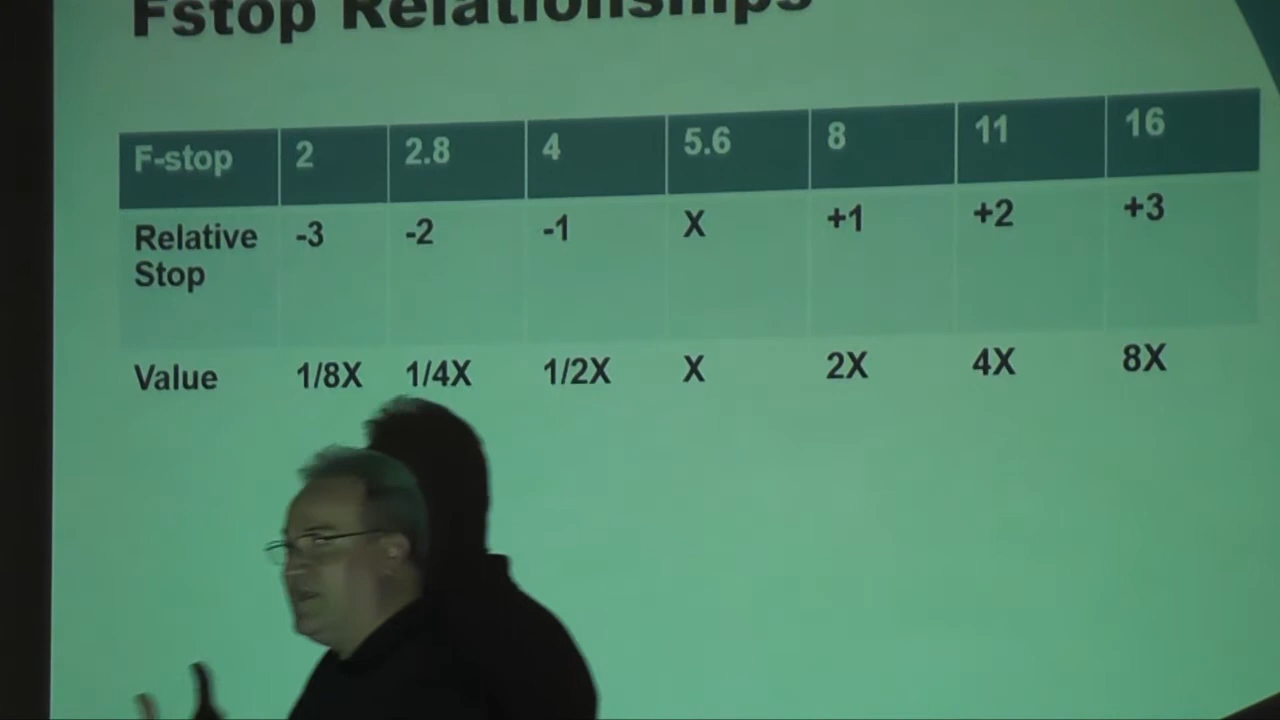 Fstop Relationships
F-stop 2 2.8 4 5.6 8 11 16
Relative Stop -3 -2 -1 X +1 +2 +3
Value 1/8X 1/4X 1/2X X 2X 4X 8X